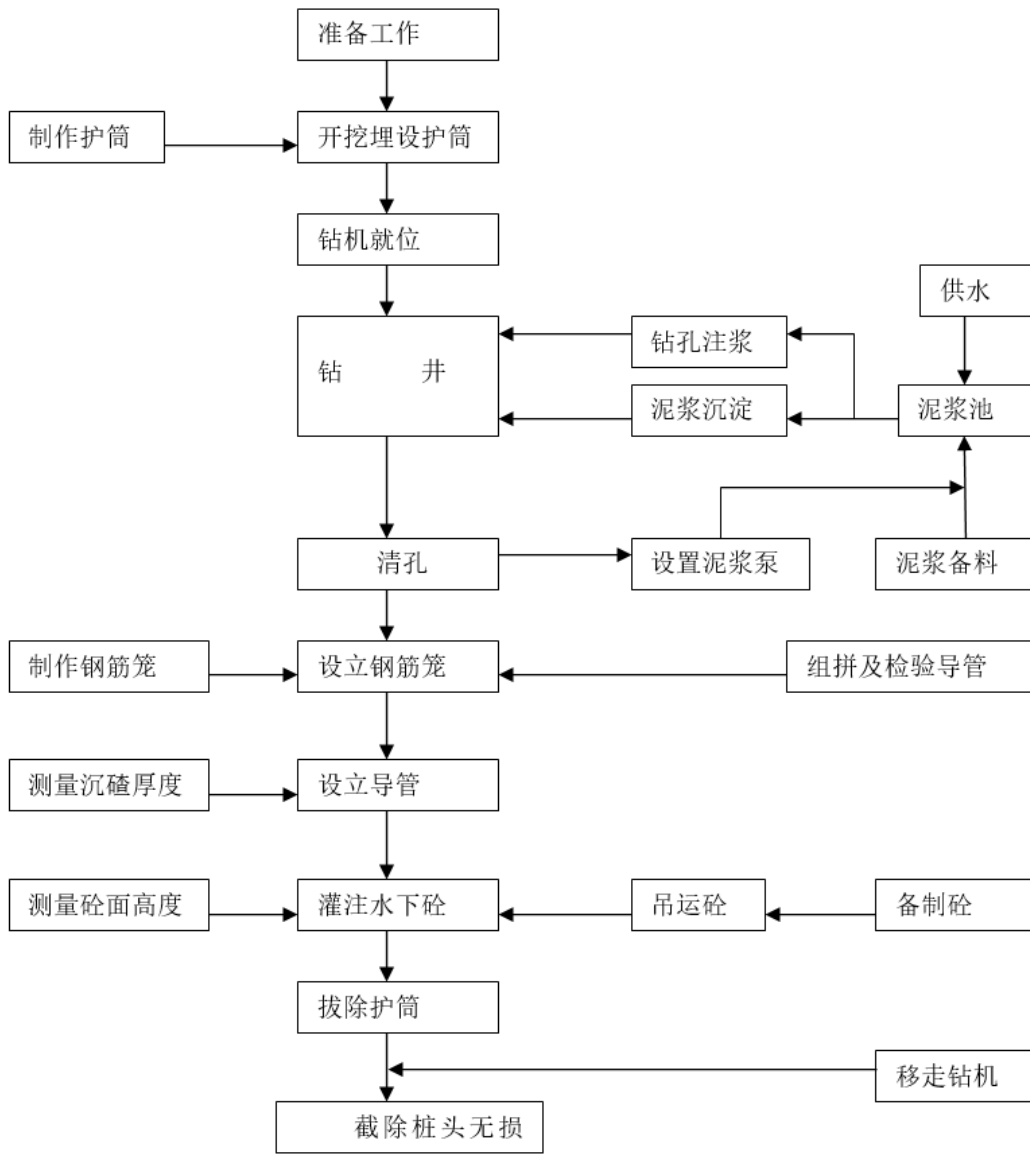 准备工作
制作护筒
开挖埋设护筒
钻机就位
供水
钻孔注浆
钻 井
泥浆沉淀
泥浆池
清孔
设置泥浆泵
泥浆备料
制作钢筋笼
设立钢筋笼
组拼及检验导管
测量沉碴厚度
设立导管
测量砼面高度
灌注水下砼
吊运砼
备制砼
拔除护筒
移走钻机
截除桩头无损